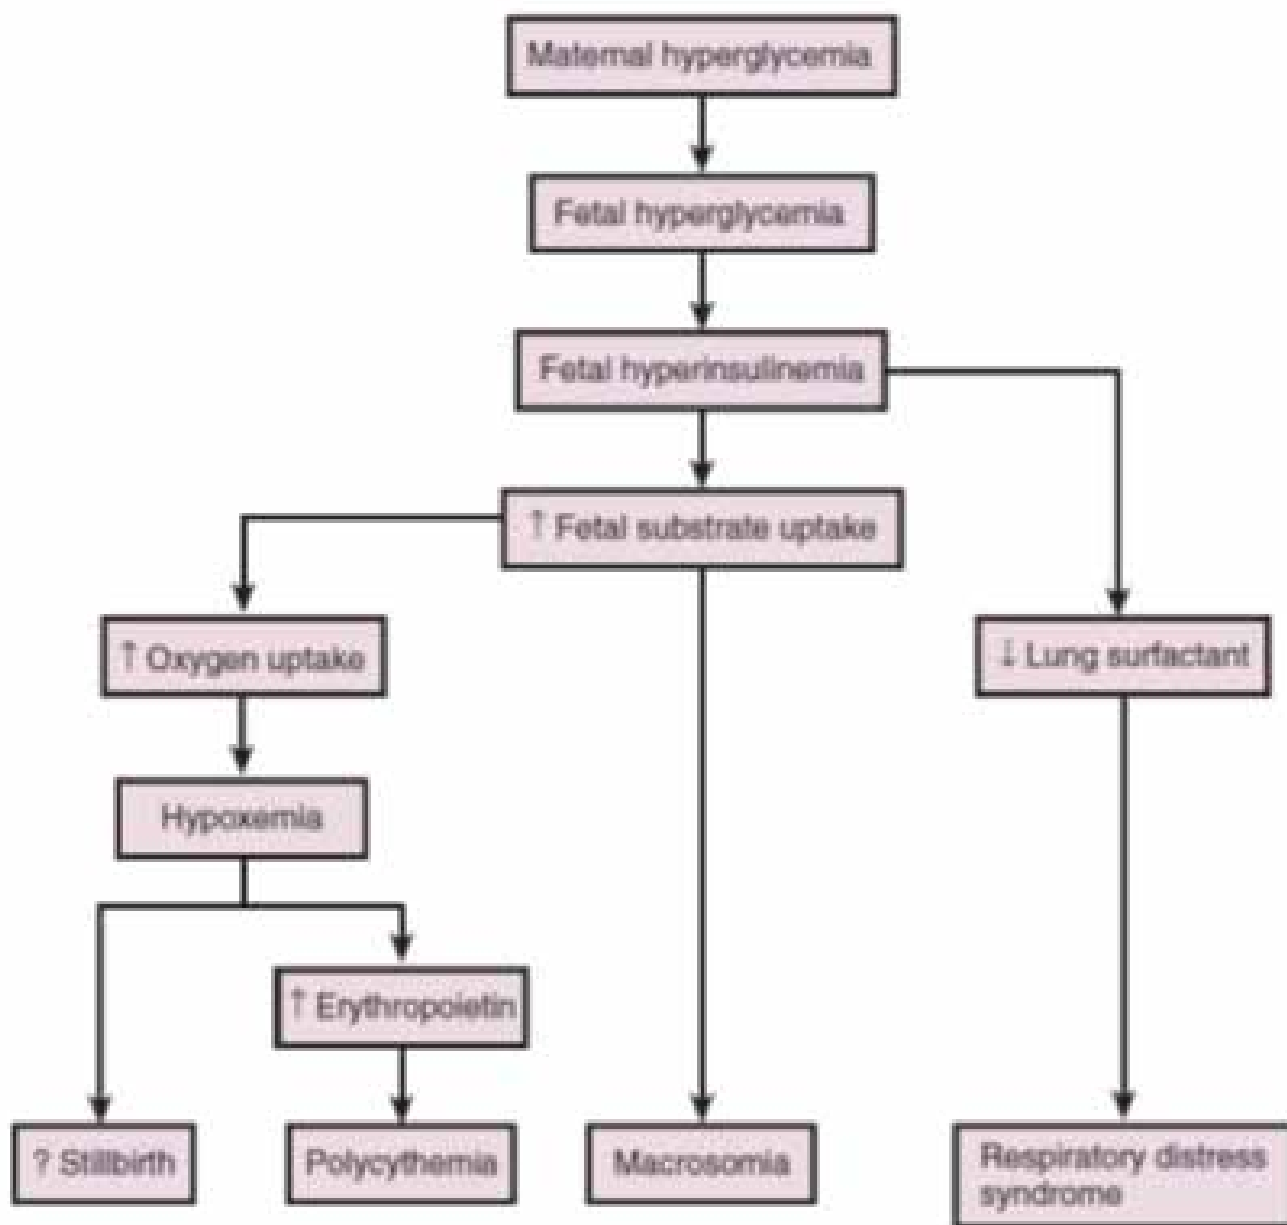 Maternal hyperglycemia
Fetal hyperglycemia
Fetal hyperinsulinemia
↑ Fetal substrate uptake
↑ Oxygen uptake
↓ Lung surfactant
Hypoxemia
↑ Erythropoietin
? Stillbirth
Polycythemia
Macrosomia
Respiratory distress
syndrome